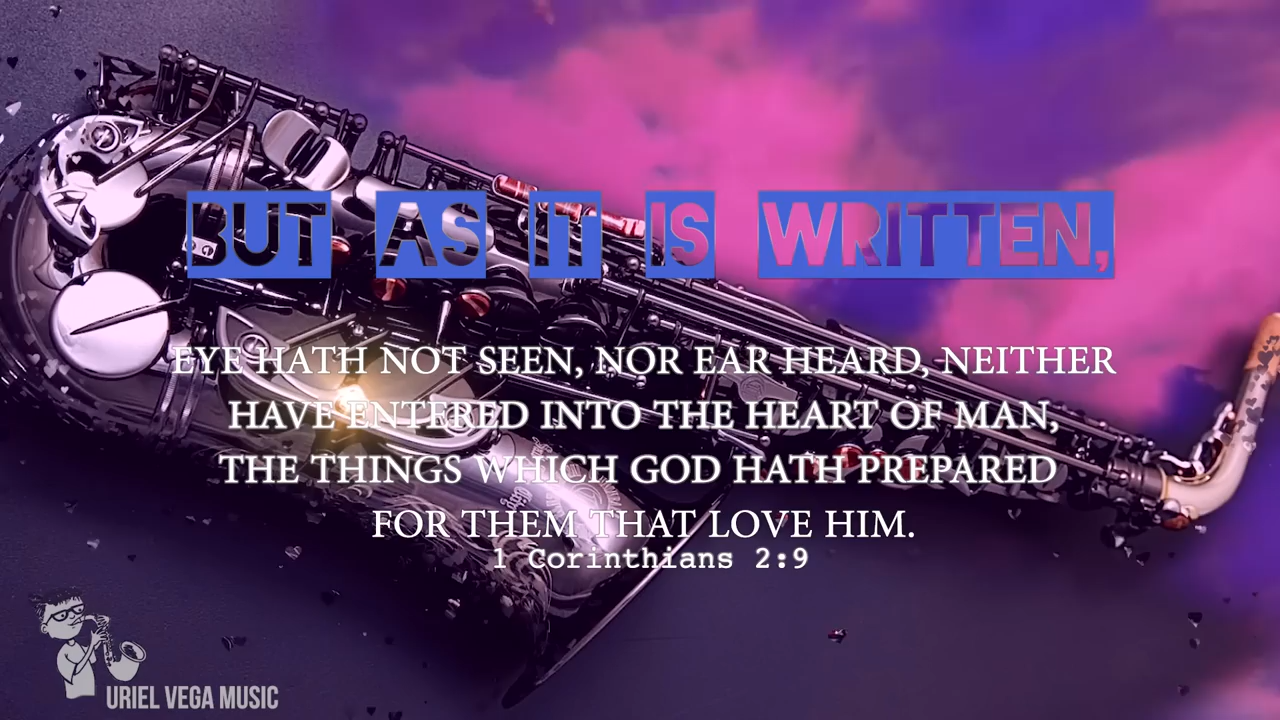 BUT AS IT IS WRITTEN,
EYE HATH NOT SEEN, NOR EAR HEARD, NEITHER
HAVE ENTERED INTO THE HEART OF MAN,
THE THINGS WHICH GOD HATH PREPARED
FOR THEM THAT LOVE HIM.
1 Corinthians 2:9
URIEL VEGA MUSIC